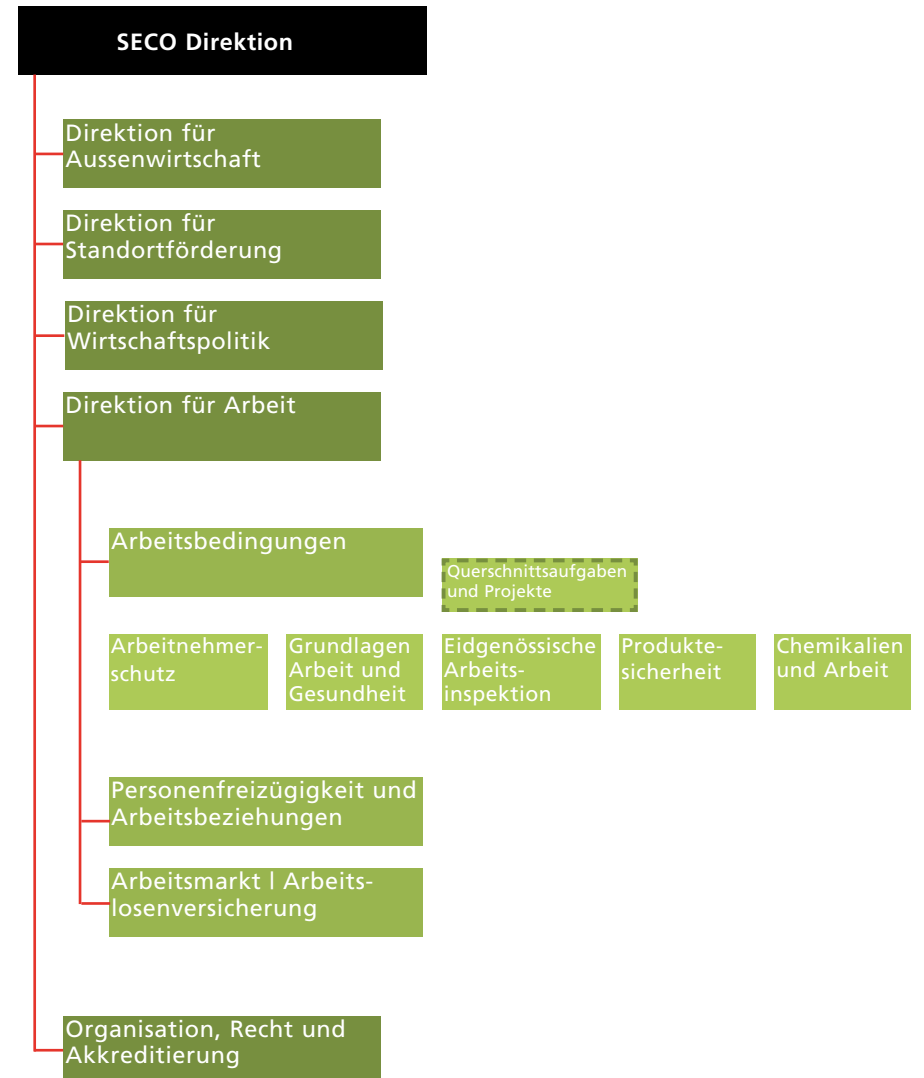 SECO Direktion
Direktion für
Aussenwirtschaft
Direktion für
Standortförderung
Direktion für
Wirtschaftspolitik
Direktion für Arbeit
Arbeitsbedingungen
Querschnittsaufgaben
und Projekte
Arbeitnehmer-
schutz
Grundlagen
Arbeit und
Gesundheit
Eidgenössische
Arbeits-
inspektion
Produkte-
sicherheit
Chemikalien
und Arbeit
Personenfreizügigkeit und
Arbeitsbeziehungen
Arbeitsmarkt | Arbeits-
losenversicherung
Organisation, Recht und
Akkreditierung